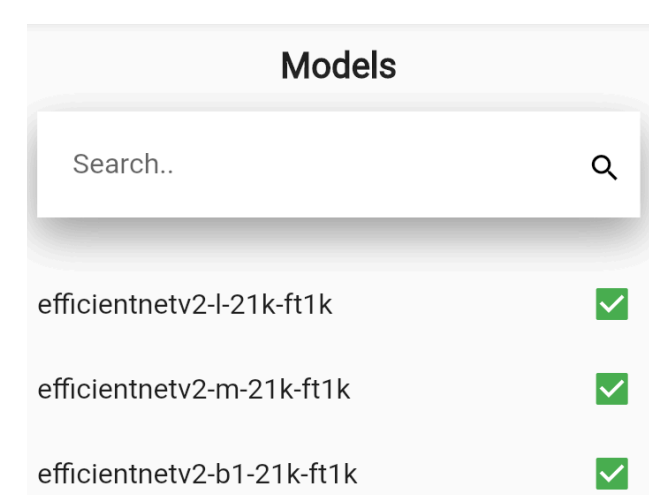 Models
Search..
efficientnetv2-l-21k-ft1k
efficientnetv2-m-21k-ft1k
efficientnetv2-b1-21k-ft1k